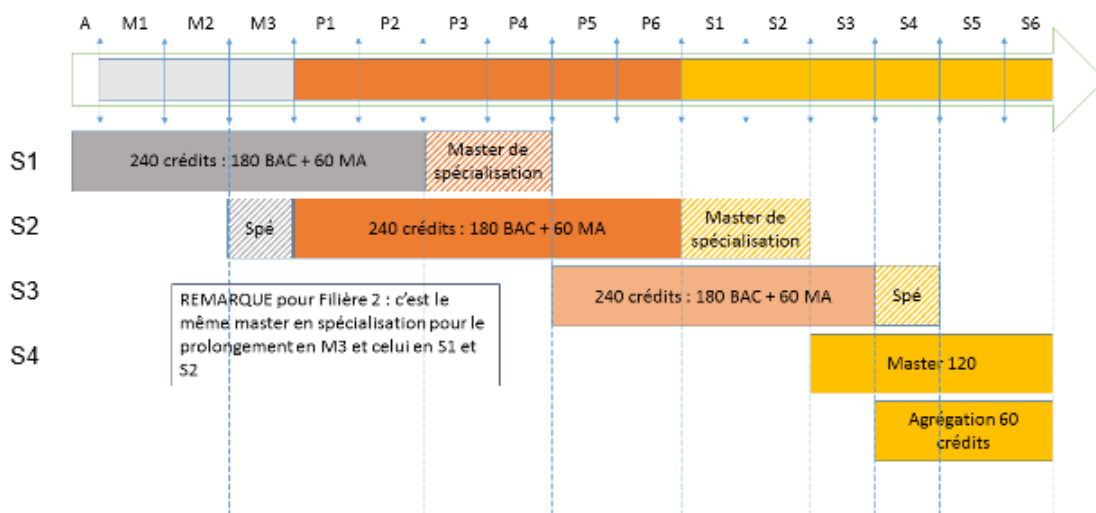 A M1 M2 M3 P1 P2 P3 P4 P5 P6 S1 S2 S3 S4 S5 S6
S1
240 crédits : 180 BAC + 60 MA
Master de
spécialisation
S2
Spé
240 crédits : 180 BAC + 60 MA
Master de
spécialisation
S3
240 crédits : 180 BAC + 60 MA
Spé
REMARQUE pour Filière 2 : c'est le
même master en spécialisation pour le
prolongement en M3 et celui en S1 et
S2
S4
Master 120
Agrégation 60
crédits